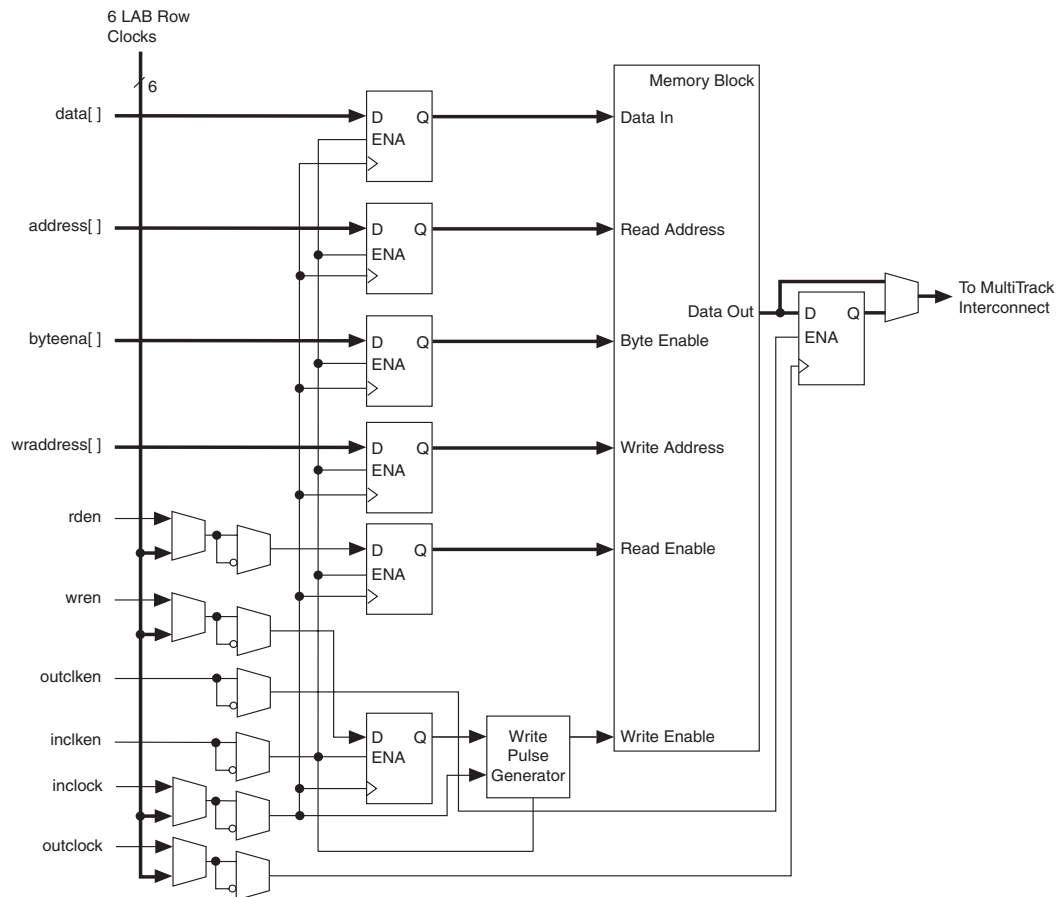 6 LAB Row
Clocks
6
Memory Block
data[ ]
D Q
ENA
Data In
address[ ]
D Q
ENA
Read Address
Data Out
D Q
ENA
To MultiTrack
Interconnect
byteena[ ]
D Q
ENA
Byte Enable
wraddress[ ]
D Q
ENA
Write Address
rden
D Q
ENA
Read Enable
wren
outclken
inclken
D Q
ENA
Write
Pulse
Generator
Write Enable
inclock
outclock